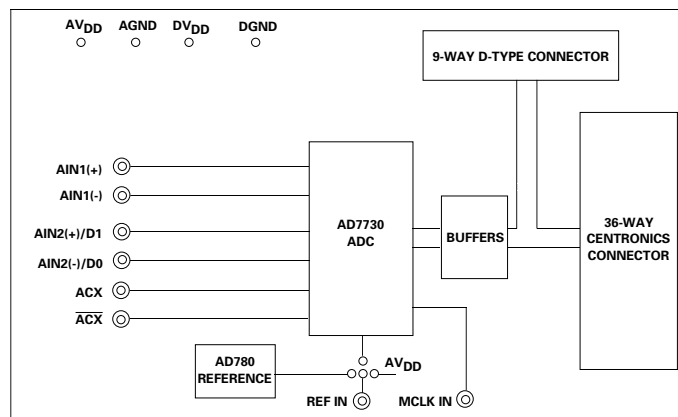 AVDD AGND DVDD DGND
9-WAY D-TYPE CONNECTOR
AIN1(+)
AIN1(-)
AIN2(+)/D1
AIN2(-)/D0
ACX
A̅C̅X̅
AD7730
ADC
BUFFERS
36-WAY
CENTRONICS
CONNECTOR
AD780
REFERENCE
AVDD
REF IN
MCLK IN